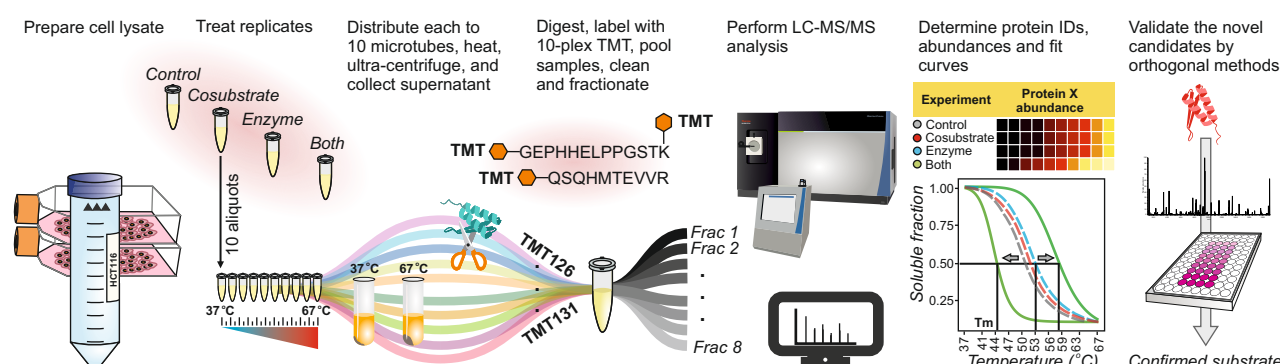 Prepare cell lysate
Treat replicates
Distribute each to
10 microtubes, heat,
ultra-centrifuge, and
collect supernatant
Digest, label with
10-plex TMT, pool
samples, clean
and fractionate
Perform LC-MS/MS
analysis
Determine protein IDs,
abundances and fit
curves
Validate the novel
candidates by
orthogonal methods
Control
Cosubstrate
Enzyme
Both
10 aliquots
HCT116
37 °C
67 °C
37 °C
67 °C
TMT
TMT-GEPHHELPPGSTK
TMT-QSQHMTEVVR
TMT126
TMT131
Frac 1
Frac 2
.
.
.
Frac 8
Experiment
Protein X
abundance
Control
Cosubstrate
Enzyme
Both
Soluble fraction
1.00
0.75
0.50
0.25
Tm
37 41 44 47 50 53 56 59 63 67
Temperature (°C)
Confirmed substrate